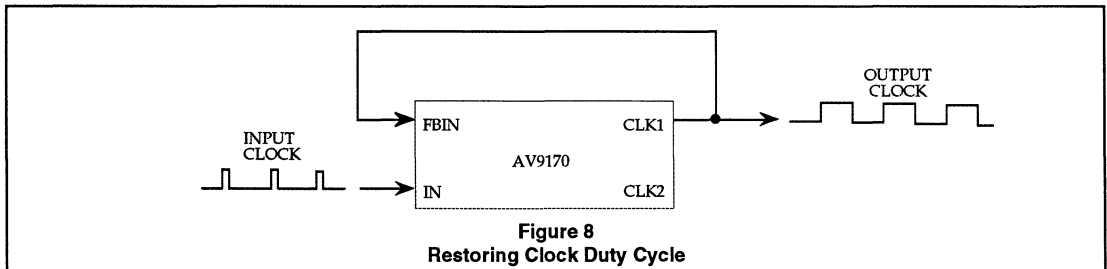 OUTPUT
CLOCK
FBIN
CLK1
INPUT
CLOCK
AV9170
IN
CLK2
Figure 8
Restoring Clock Duty Cycle